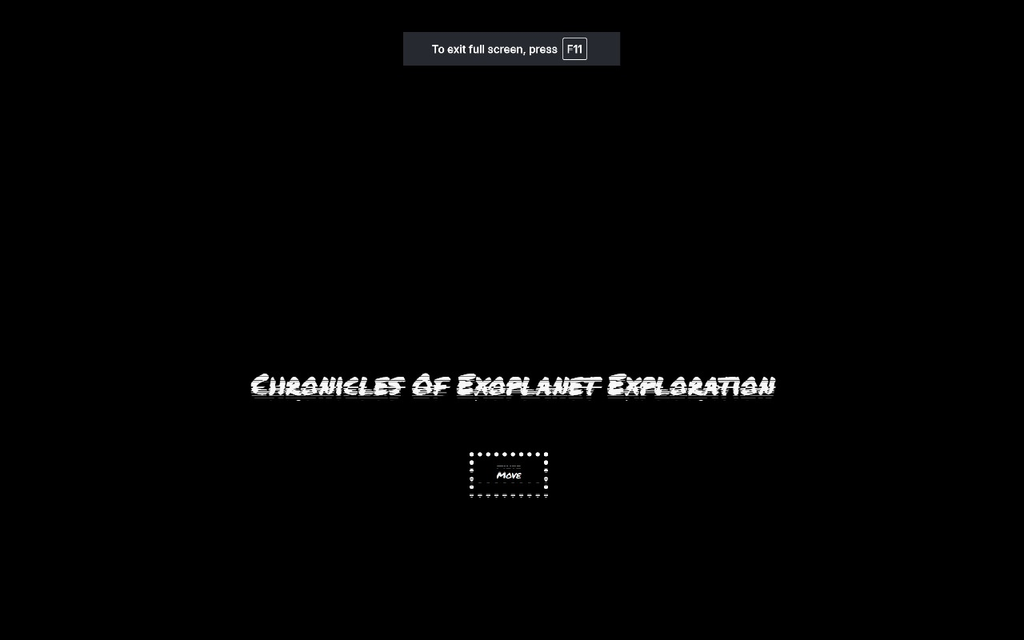 To exit full screen, press F11
Chronicles Of Exoplanet Exploration
Move